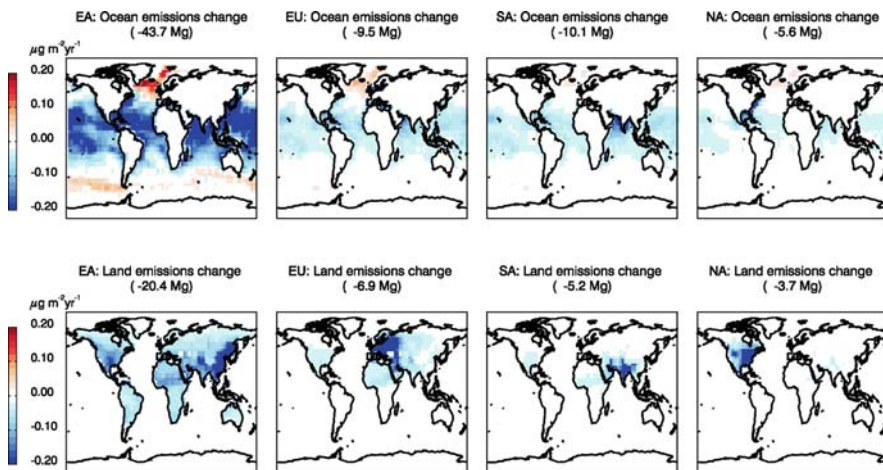 EA: Ocean emissions change
( -43.7 Mg)
EU: Ocean emissions change
( -9.5 Mg)
SA: Ocean emissions change
( -10.1 Mg)
NA: Ocean emissions change
( -5.6 Mg)
µg m⁻²yr⁻¹
0.20
0.10
0.00
-0.10
-0.20
EA: Land emissions change
( -20.4 Mg)
EU: Land emissions change
( -6.9 Mg)
SA: Land emissions change
( -5.2 Mg)
NA: Land emissions change
( -3.7 Mg)
µg m⁻²yr⁻¹
0.20
0.10
0.00
-0.10
-0.20